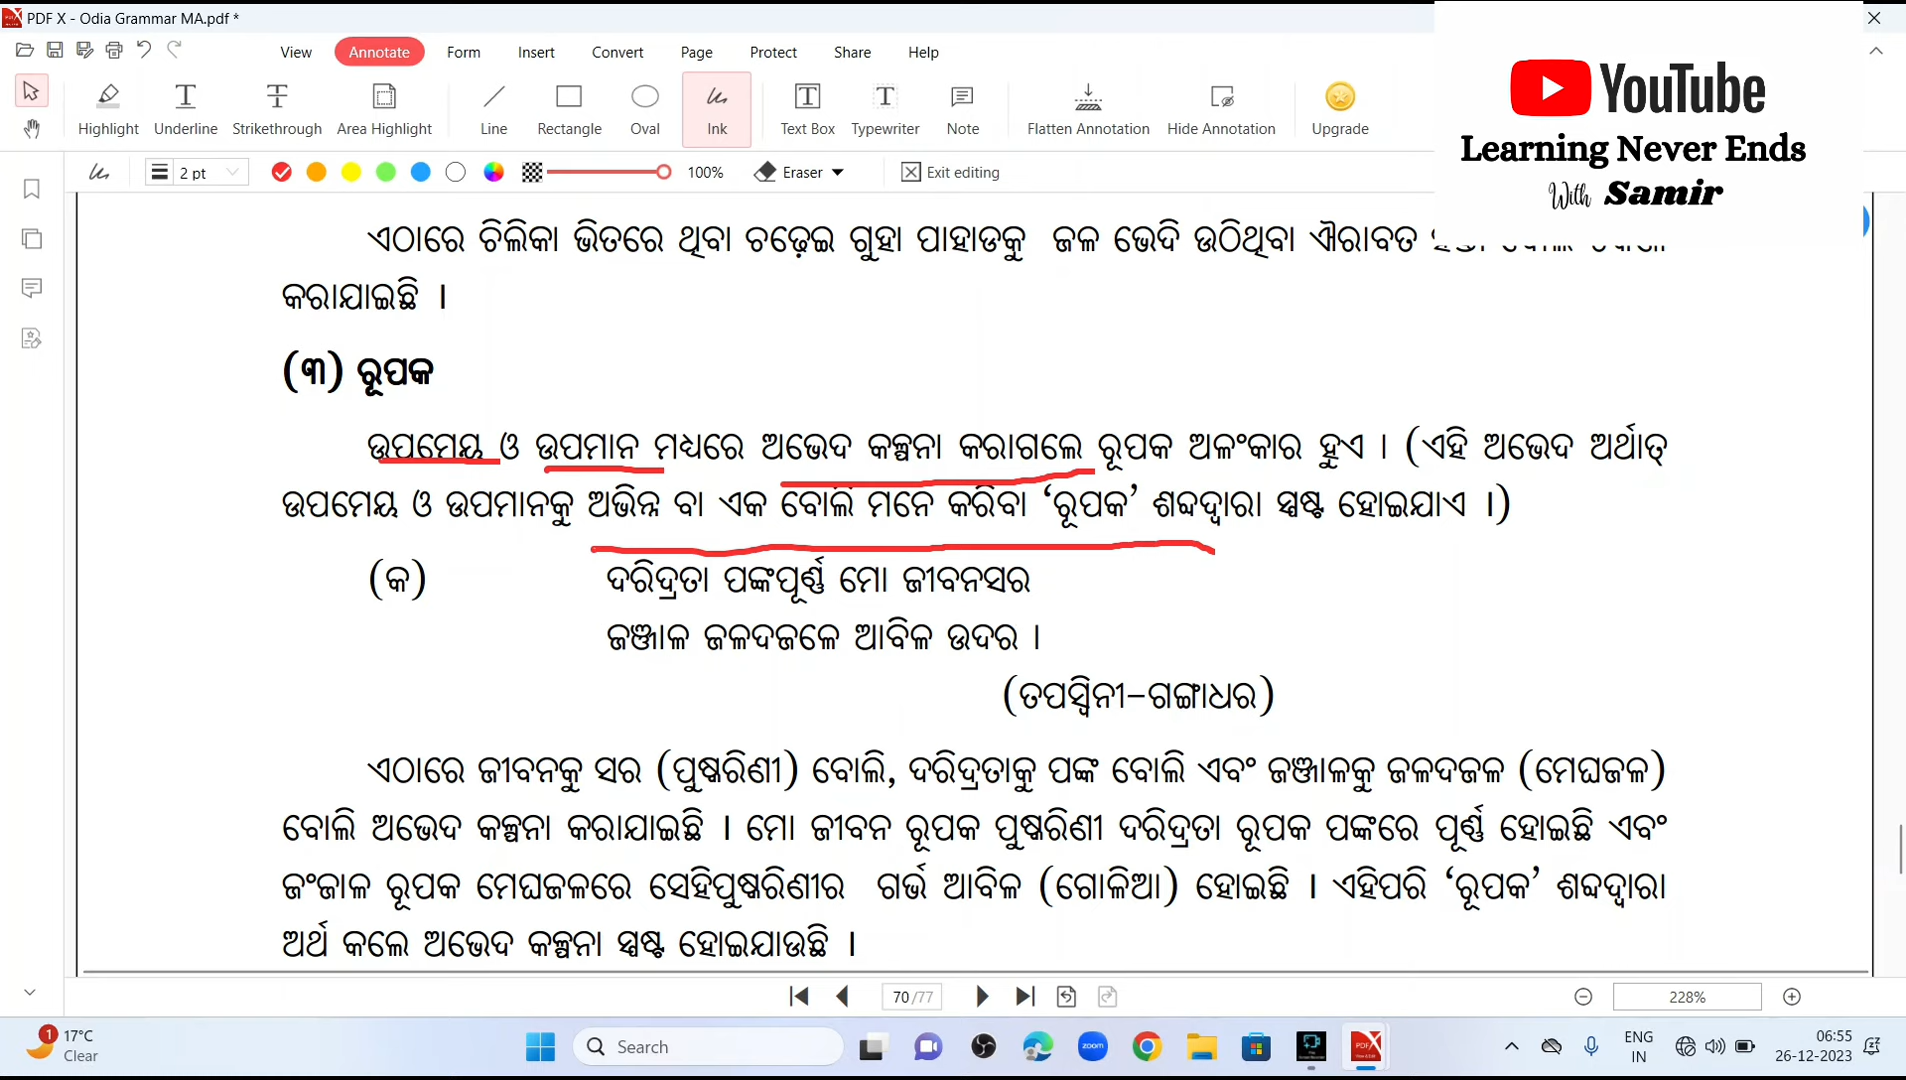 PDF X - Odia Grammar MA.pdf *
View Annotate Form Insert Convert Page Protect Share Help
Highlight Underline Strikethrough Area Highlight Line Rectangle Oval Ink Text Box Typewriter Note Flatten Annotation Hide Annotation Upgrade
2 pt 100% Eraser Exit editing
YouTube
Learning Never Ends
With Samir
ଏଠାରେ ଚିଲିକା ଭିତରେ ଥିବା ଚଢ଼େଇ ଗୁହା ପାହାଡକୁ ଜଳ ଭେଦି ଉଠିଥିବା ଐରାବତ
କରାଯାଇଛି ।
(୩) ରୂପକ
ଉପମେୟ ଓ ଉପମାନ ମଧ୍ୟରେ ଅଭେଦ କଳ୍ପନା କରାଗଲେ ରୂପକ ଅଳଂକାର ହୁଏ । (ଏହି ଅଭେଦ ଅର୍ଥାତ୍
ଉପମେୟ ଓ ଉପମାନକୁ ଅଭିନ୍ନ ବା ଏକ ବୋଲି ମନେ କରିବା ‘ରୂପକ’ ଶବ୍ଦଦ୍ୱାରା ସ୍ପଷ୍ଟ ହୋଇଯାଏ ।)
(କ) ଦରିଦ୍ରତା ପଙ୍କପୂର୍ଣ୍ଣ ମୋ ଜୀବନସର
ଜଞ୍ଜାଳ ଜଳଦଜଳେ ଆବିଳ ଉଦର ।
(ତପସ୍ୱିନୀ–ଗଙ୍ଗାଧର)
ଏଠାରେ ଜୀବନକୁ ସର (ପୁଷ୍କରିଣୀ) ବୋଲି, ଦରିଦ୍ରତାକୁ ପଙ୍କ ବୋଲି ଏବଂ ଜଞ୍ଜାଳକୁ ଜଳଦଜଳ (ମେଘଜଳ)
ବୋଲି ଅଭେଦ କଳ୍ପନା କରାଯାଇଛି । ମୋ ଜୀବନ ରୂପକ ପୁଷ୍କରିଣୀ ଦରିଦ୍ରତା ରୂପକ ପଙ୍କରେ ପୂର୍ଣ୍ଣ ହୋଇଛି ଏବଂ
ଜଂଜାଳ ରୂପକ ମେଘଜଳରେ ସେହିପୁଷ୍କରିଣୀର ଗର୍ଭ ଆବିଳ (ଗୋଳିଆ) ହୋଇଛି । ଏହିପରି ‘ରୂପକ’ ଶବ୍ଦଦ୍ୱାରା
ଅର୍ଥ କଲେ ଅଭେଦ କଳ୍ପନା ସ୍ପଷ୍ଟ ହୋଇଯାଉଛି ।
70 /77 228%
1 17°C
Clear
Search
zoom
ENG
IN
06:55
26-12-2023